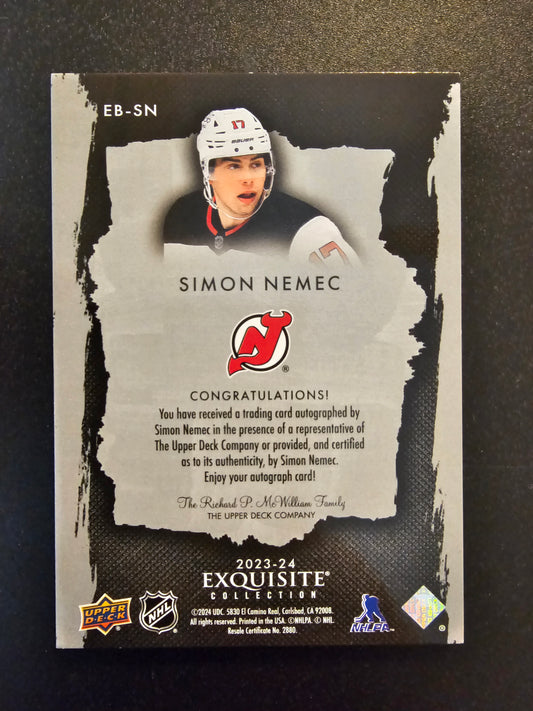 EB-SN
17
BAUER
17
SIMON NEMEC
N
®
CONGRATULATIONS!
You have received a trading card autographed by
Simon Nemec in the presence of a representative of
The Upper Deck Company or provided, and certified
as to its authenticity, by Simon Nemec.
Enjoy your autograph card!
The Richard P. McWilliam Family
THE UPPER DECK COMPANY
2023-24
EXQUISITE®
COLLECTION
UPPER
D·E·C·K
NHL
©2024 UDC. 5830 El Camino Real, Carlsbad, CA 92008.
All rights reserved. Printed in the USA. ©NHLPA. © NHL.
Resale Certificate No. 2880.
NHLPA